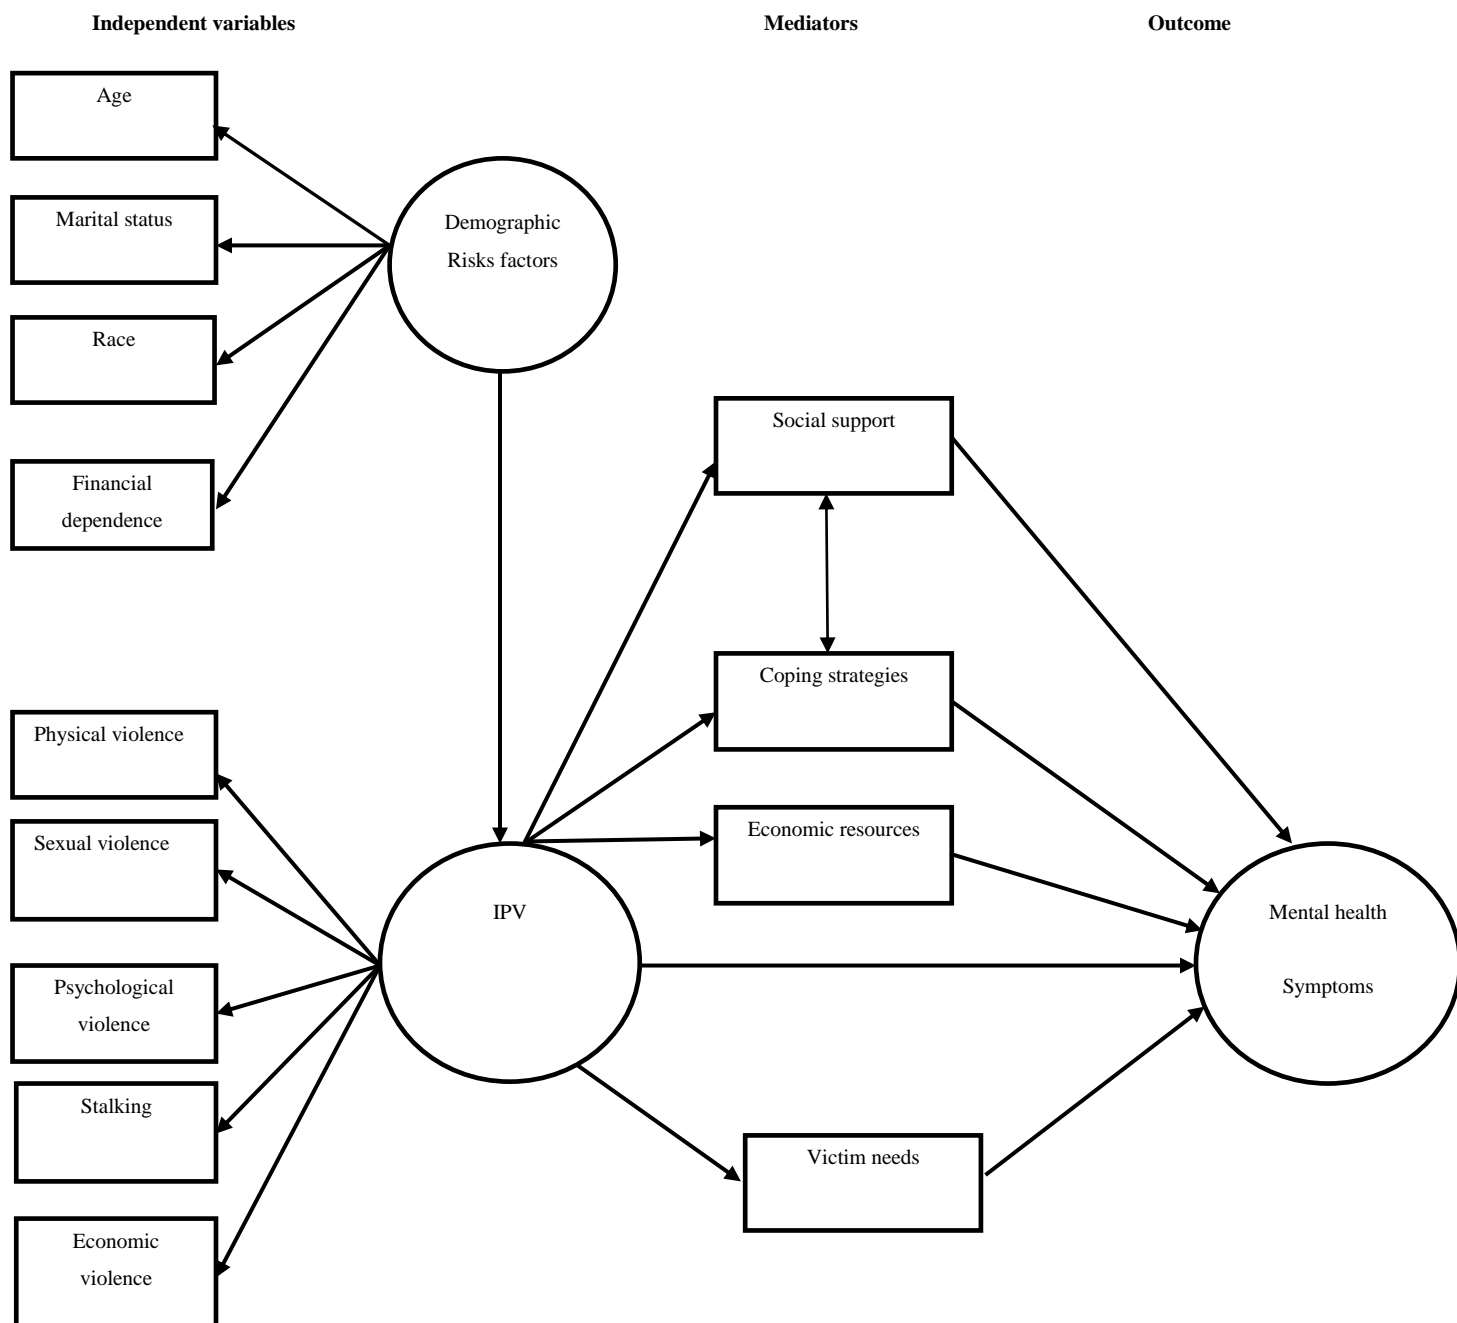 Independent variables
Mediators
Outcome
Age
Marital status
Race
Financial
dependence
Demographic
Risks factors
Social support
Coping strategies
Economic resources
Physical violence
Sexual violence
Psychological
violence
Stalking
Economic
violence
IPV
Victim needs
Mental health
Symptoms